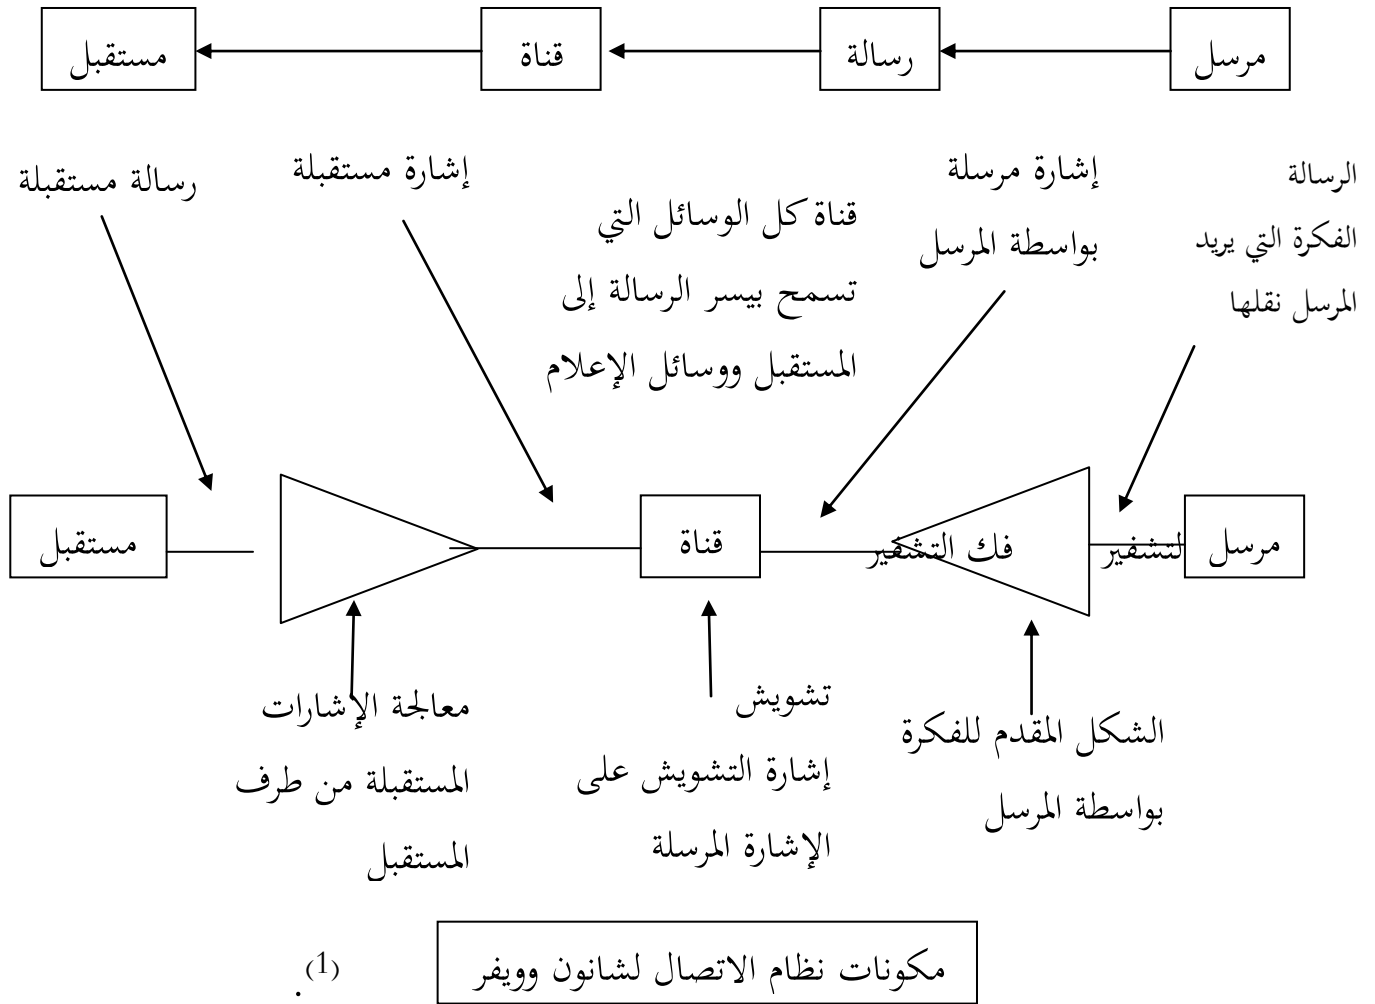 مرسل
رسالة
قناة
مستقبل
الرسالة
الفكرة التي يريد
المرسل نقلها
إشارة مرسلة
بواسطة المرسل
قناة كل الوسائل التي
تسمح بيسر الرسالة إلى
المستقبل ووسائل الإعلام
إشارة مستقبلة
رسالة مستقبلة
مرسل
لتشفير
فك التشفير
قناة
مستقبل
الشكل المقدم للفكرة
بواسطة المرسل
تشويش
إشارة التشويش على
الإشارة المرسلة
معالجة الإشارات
المستقبلة من طرف
المستقبل
مكونات نظام الاتصال لشانون وويفر
(1).